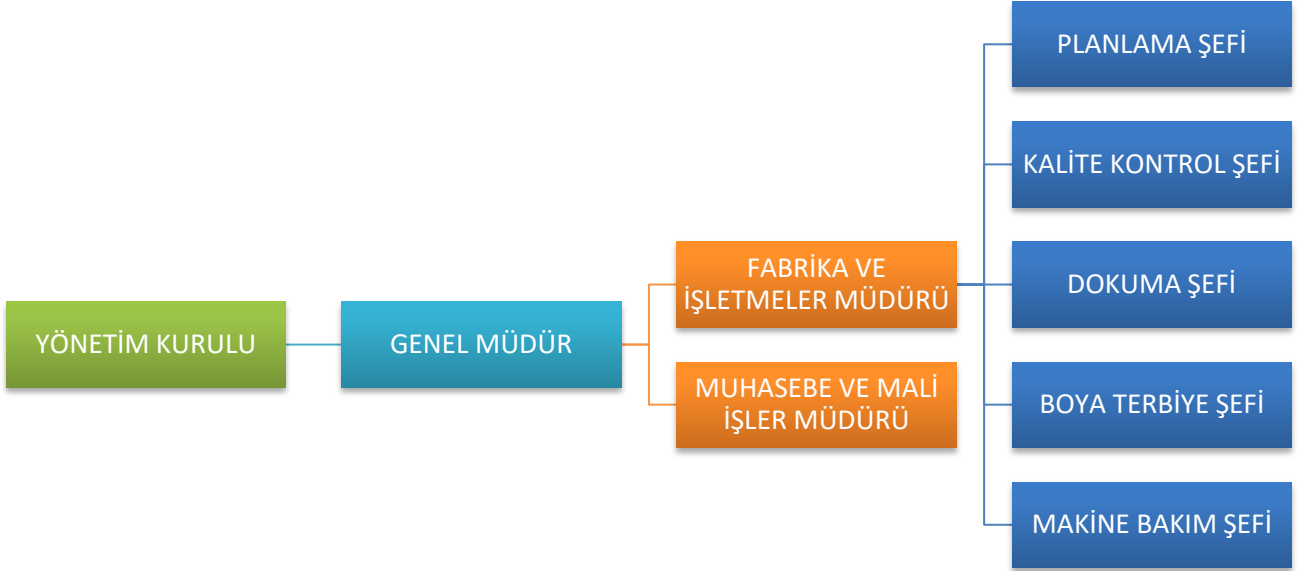 YÖNETİM KURULU
GENEL MÜDÜR
FABRİKA VE
İŞLETMELER MÜDÜRÜ
MUHASEBE VE MALİ
İŞLER MÜDÜRÜ
PLANLAMA ŞEFİ
KALİTE KONTROL ŞEFİ
DOKUMA ŞEFİ
BOYA TERBİYE ŞEFİ
MAKİNE BAKIM ŞEFİ